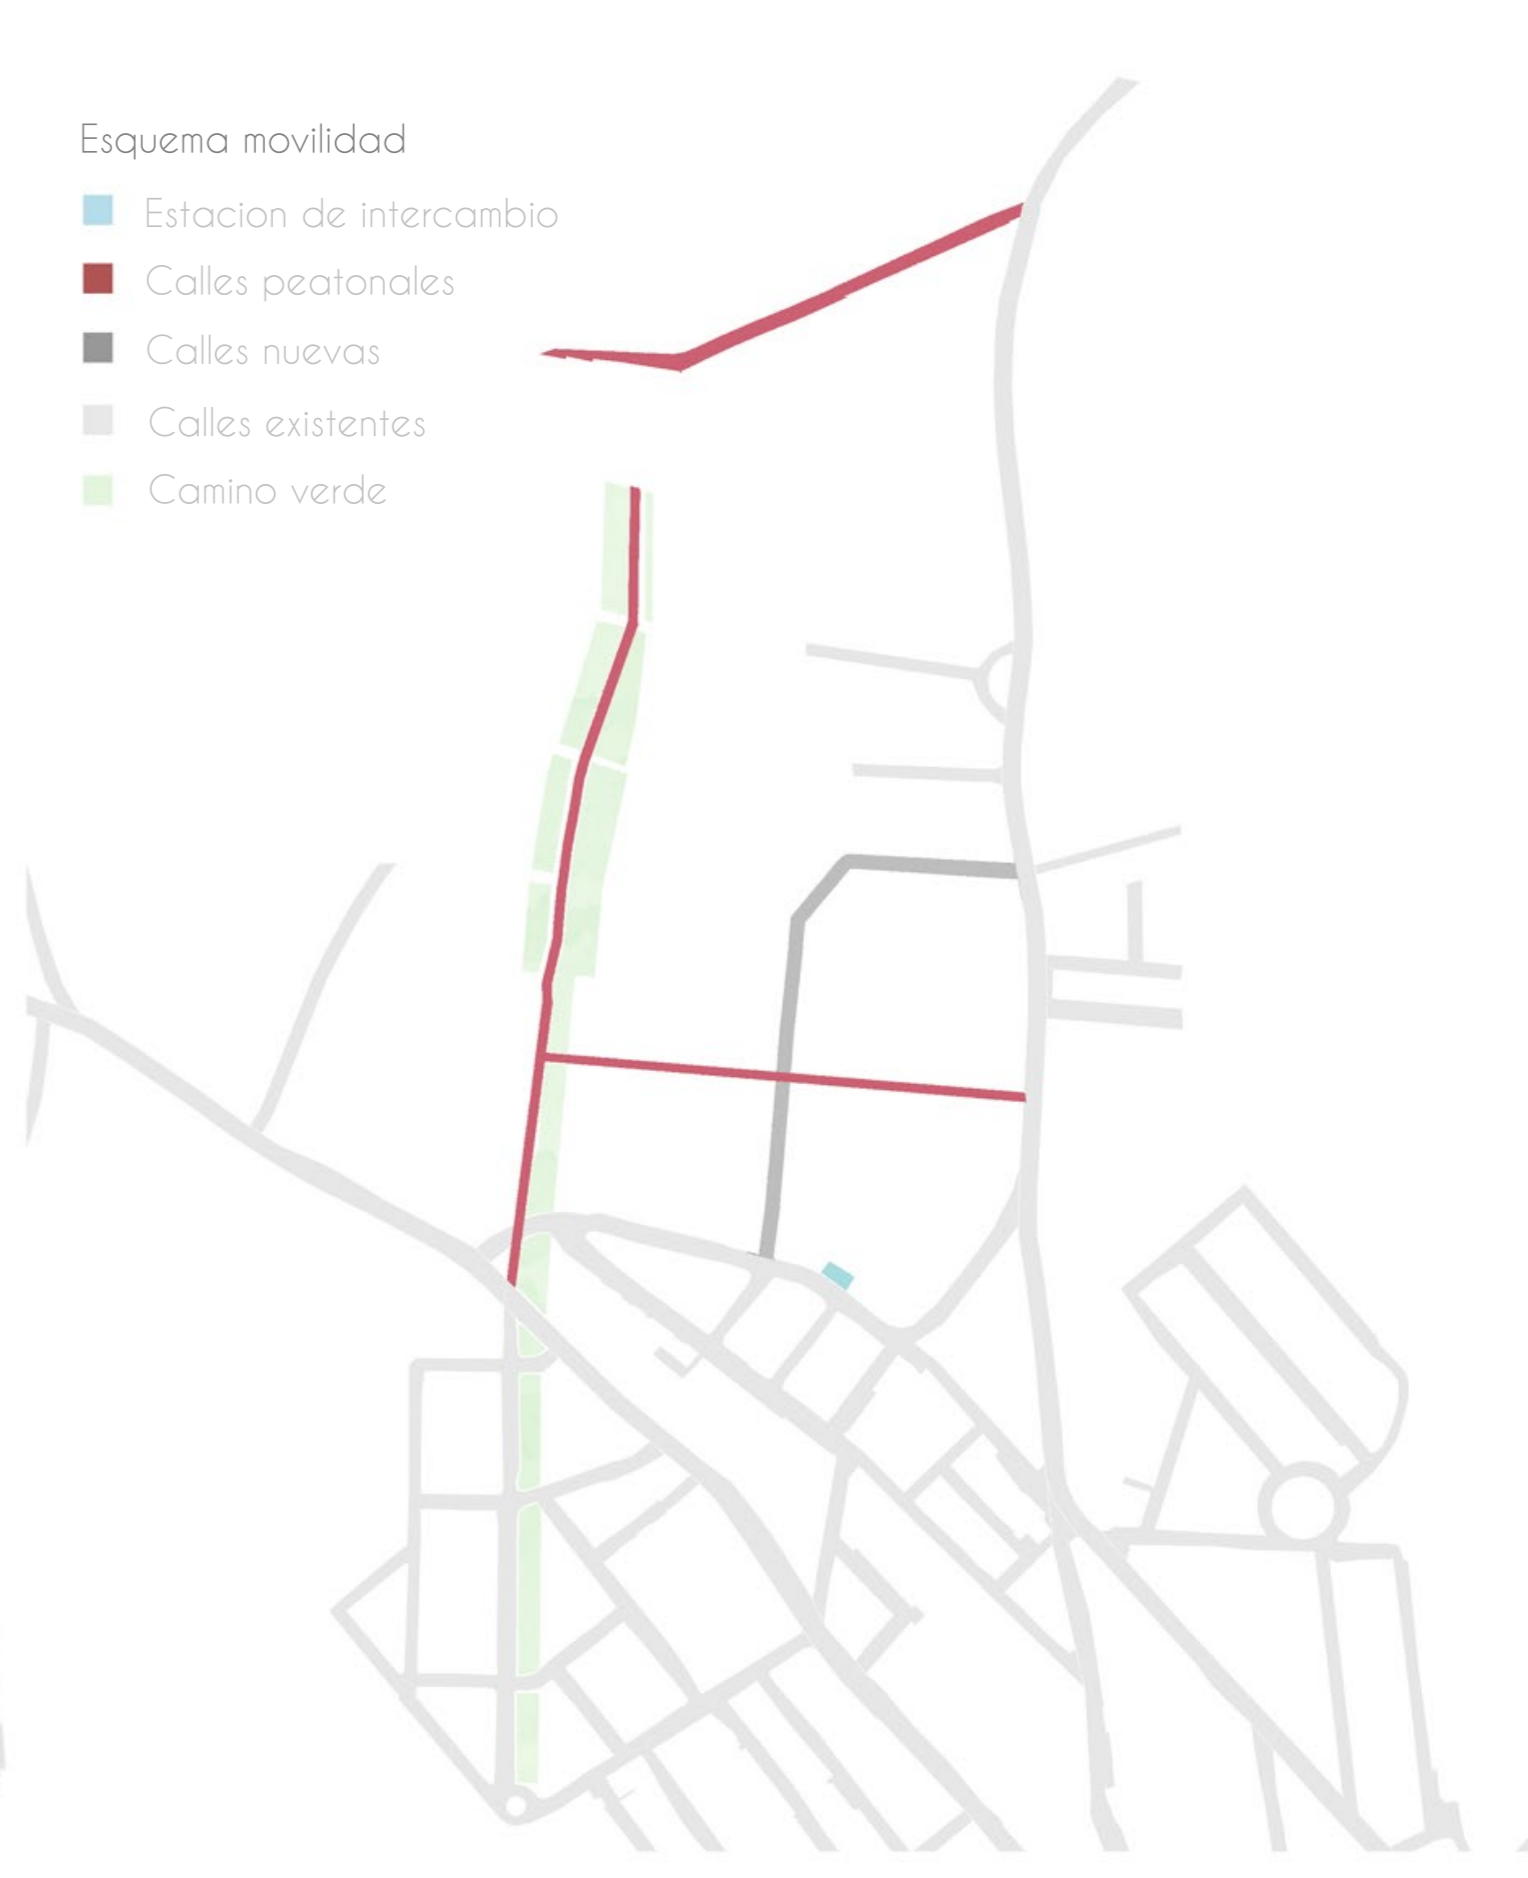 Esquema movilidad
Estacion de intercambio
Calles peatonales
Calles nuevas
Calles existentes
Camino verde